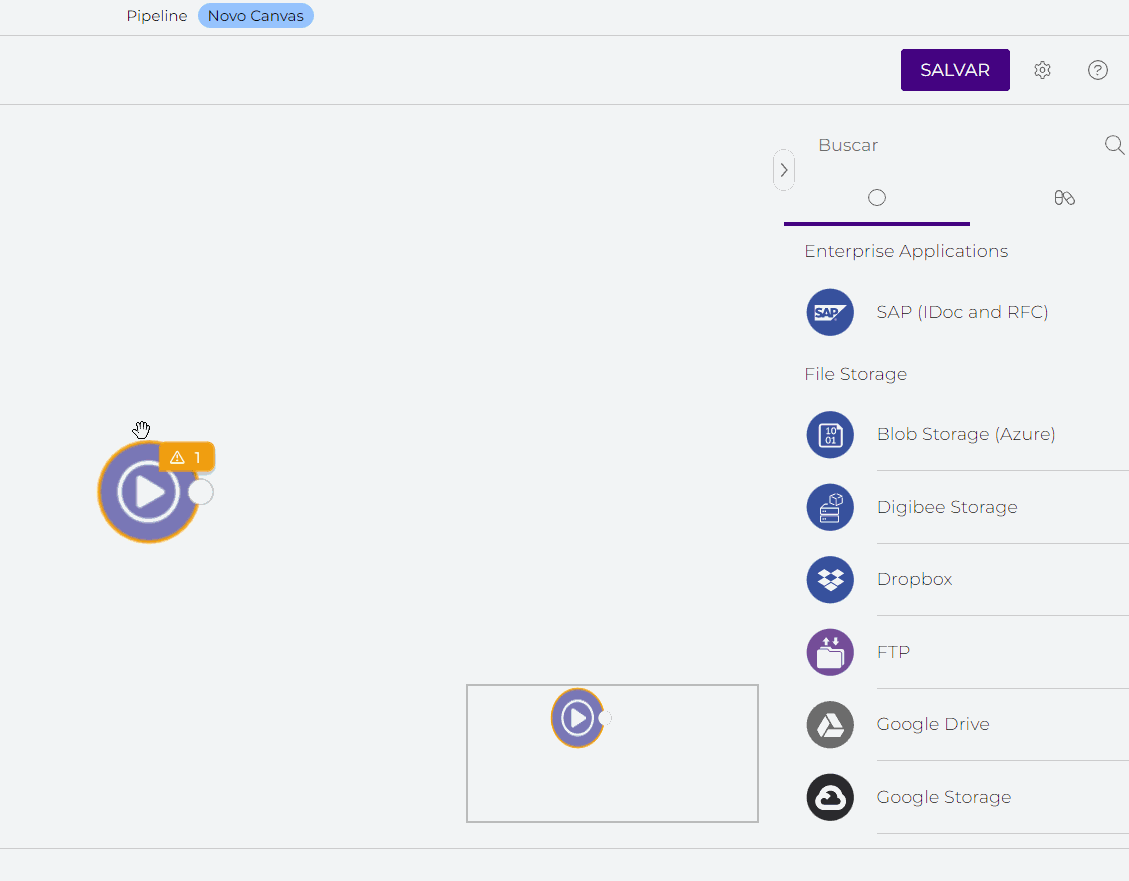 Pipeline Novo Canvas
SALVAR
Buscar
Enterprise Applications
SAP
SAP (IDoc and RFC)
File Storage
1
10
01
Blob Storage (Azure)
Digibee Storage
Dropbox
FTP
Google Drive
Google Storage